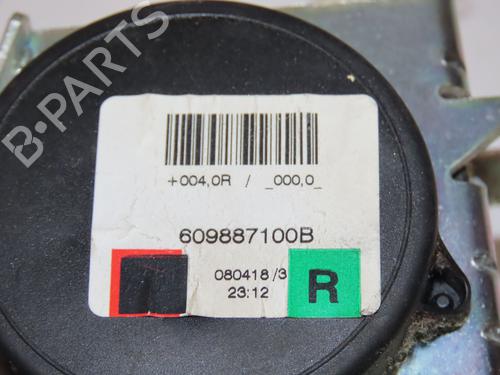 B-PARTS
+004,0R / _000,0_
609887100B
080418 /3
23:12
R